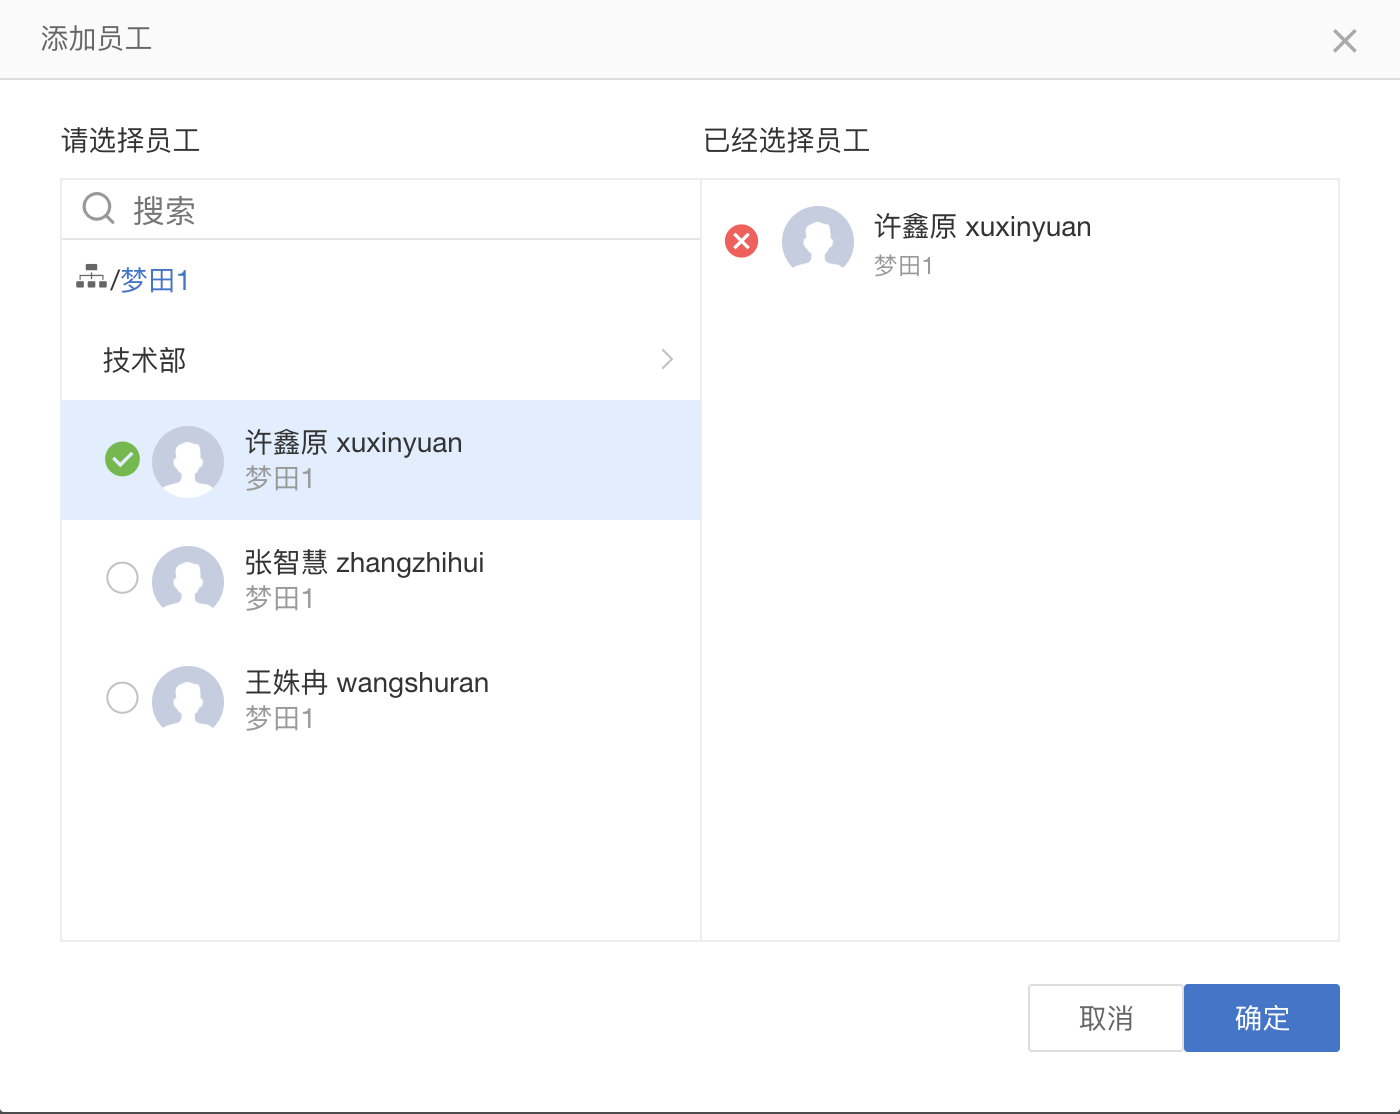 添加员工
请选择员工
搜索
/梦田1
技术部
许鑫原 xuxinyuan
梦田1
张智慧 zhangzhihui
梦田1
王姝冉 wangshuran
梦田1
已经选择员工
许鑫原 xuxinyuan
梦田1
取消
确定